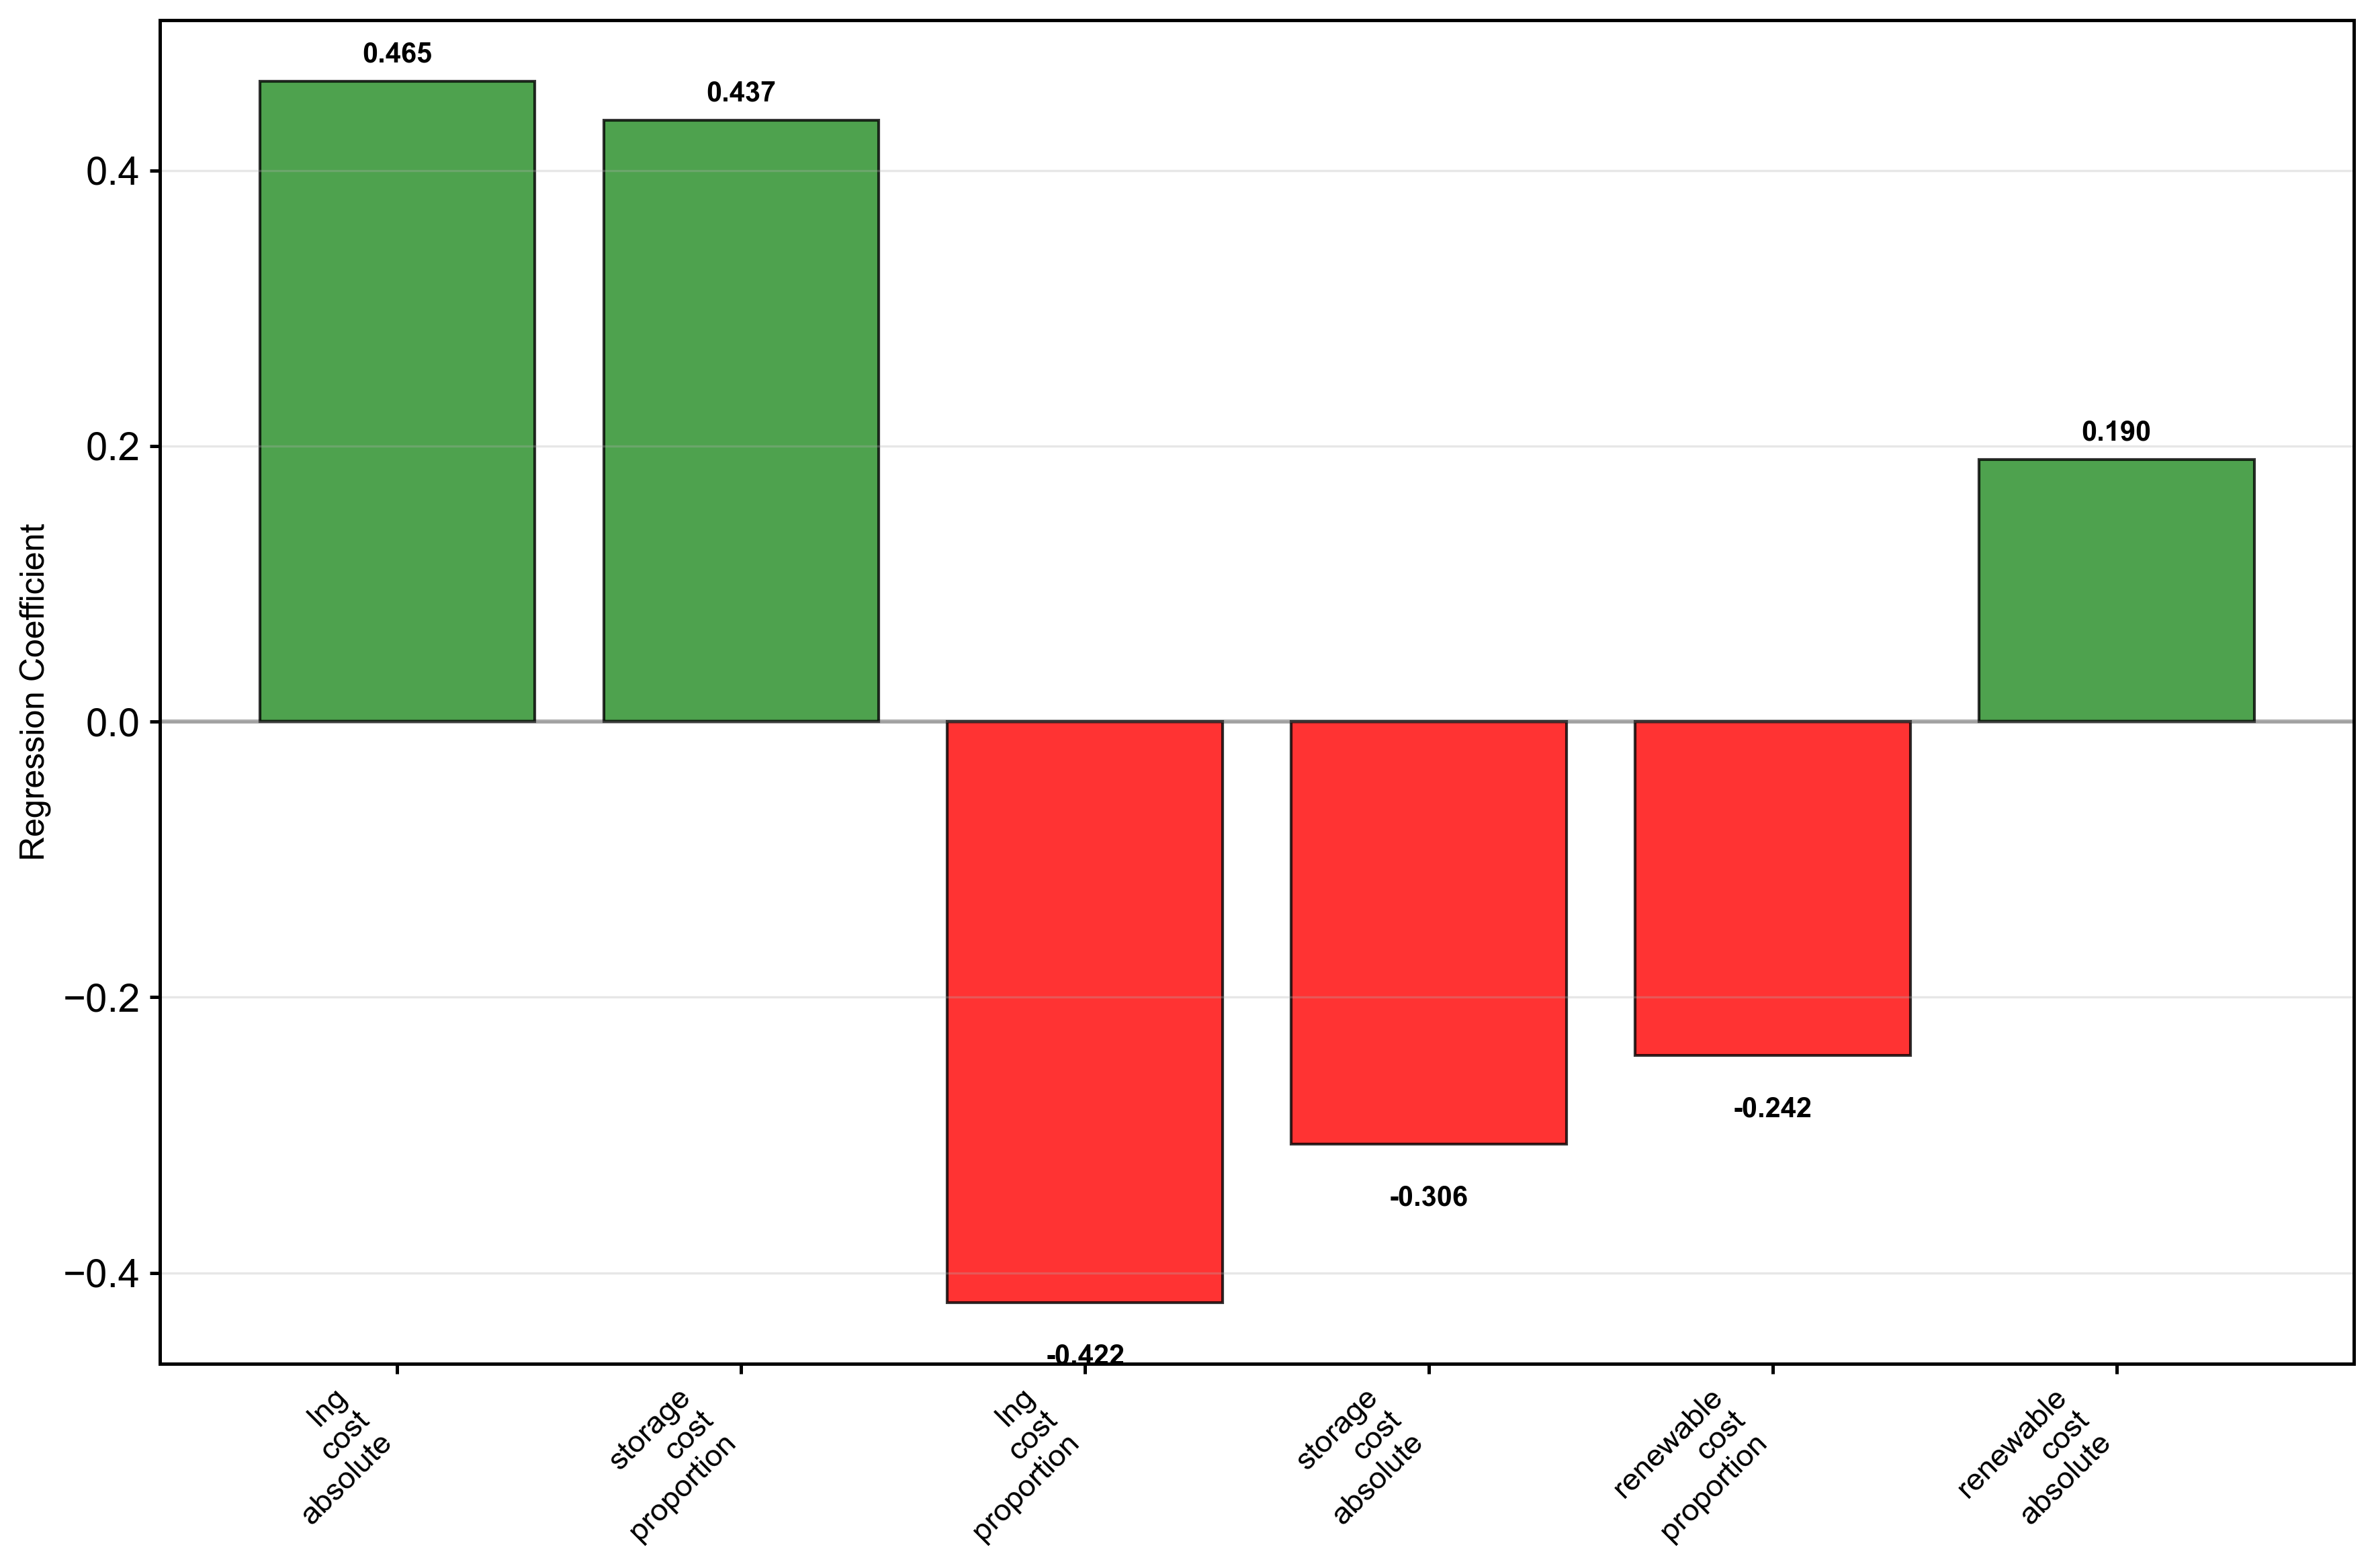 0.465
0.437
0.4
0.2
0.190
Regression Coefficient
0.0
−0.2
-0.242
-0.306
−0.4
-0.422
lng
cost
absolute
storage
cost
proportion
lng
cost
proportion
storage
cost
absolute
renewable
cost
proportion
renewable
cost
absolute